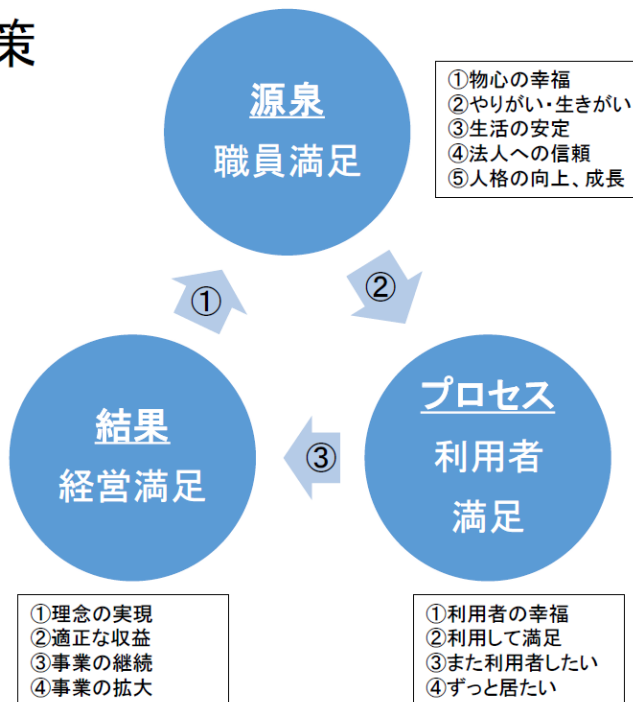 策
源泉
職員満足
①物心の幸福
②やりがい・生きがい
③生活の安定
④法人への信頼
⑤人格の向上、成長
①
②
プロセス
利用者
満足
結果
経営満足
③
①理念の実現
②適正な収益
③事業の継続
④事業の拡大
①利用者の幸福
②利用して満足
③また利用者したい
④ずっと居たい